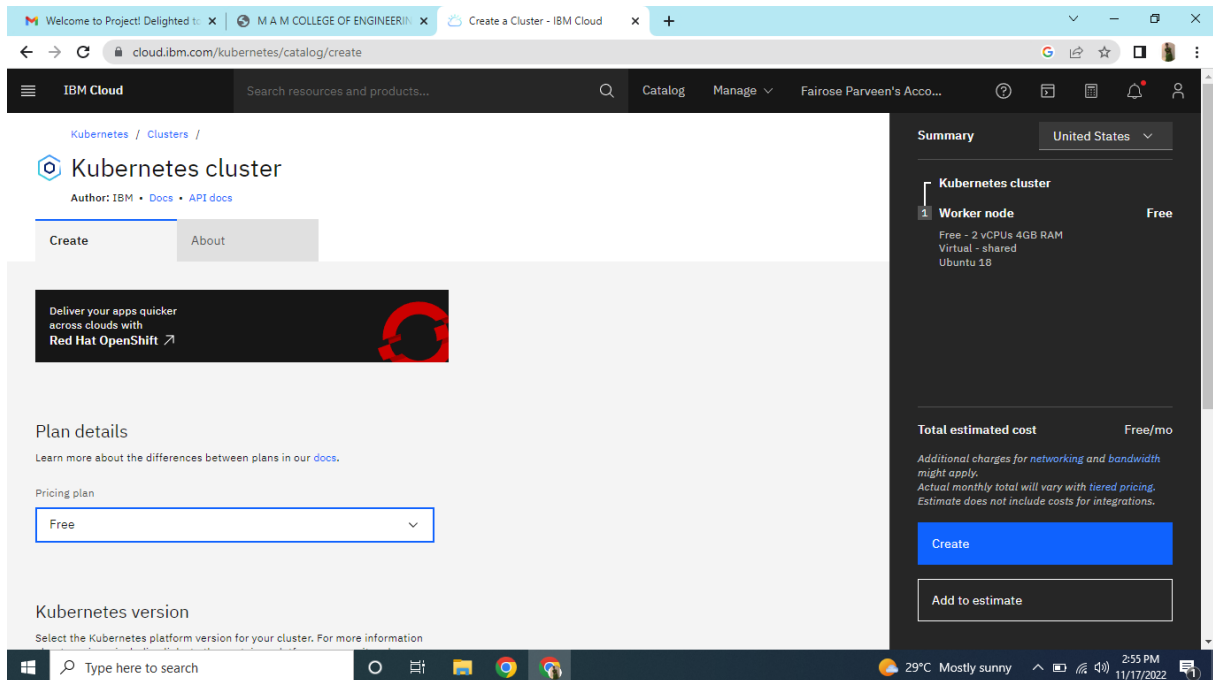 Welcome to Project! Delighted to
M A M COLLEGE OF ENGINEERIN
Create a Cluster - IBM Cloud
cloud.ibm.com/kubernetes/catalog/create
IBM Cloud
Search resources and products...
Catalog
Manage
Fairose Parveen's Acco...
Kubernetes / Clusters /
Kubernetes cluster
Author: IBM • Docs • API docs
Create
About
Deliver your apps quicker
across clouds with
Red Hat OpenShift
Plan details
Learn more about the differences between plans in our docs.
Pricing plan
Free
Kubernetes version
Select the Kubernetes platform version for your cluster. For more information
Summary
United States
Kubernetes cluster
1 Worker node Free
Free - 2 vCPUs 4GB RAM
Virtual - shared
Ubuntu 18
Total estimated cost Free/mo
Additional charges for networking and bandwidth
might apply.
Actual monthly total will vary with tiered pricing.
Estimate does not include costs for integrations.
Create
Add to estimate
Type here to search
29°C Mostly sunny
2:55 PM
11/17/2022